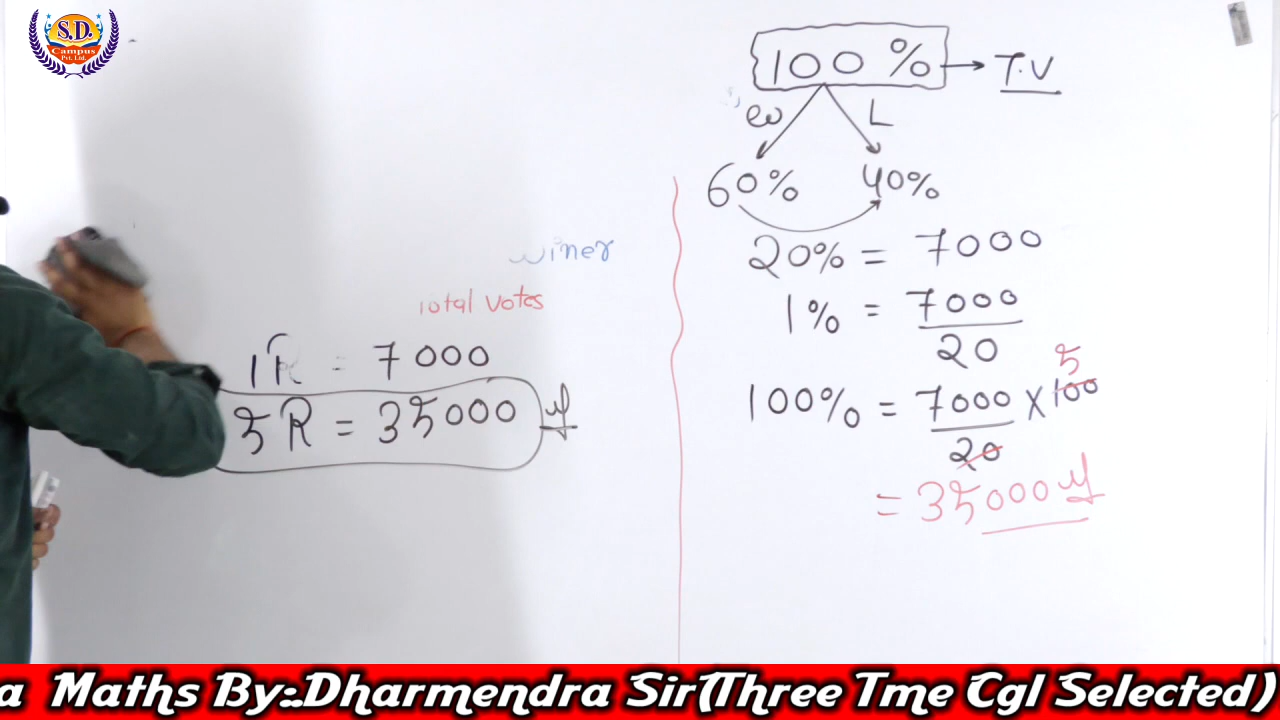 S.D.
Campus
Pvt. Ltd.
winer
Total Votes
1R = 7000
5R = 35000
100% → T.V
W L
60% 40%
20% = 7000
1% = 7000/20
100% = 7000/20 × 100 5
= 35000
a Maths By:-Dharmendra Sir(Three Tme Cgl Selected)